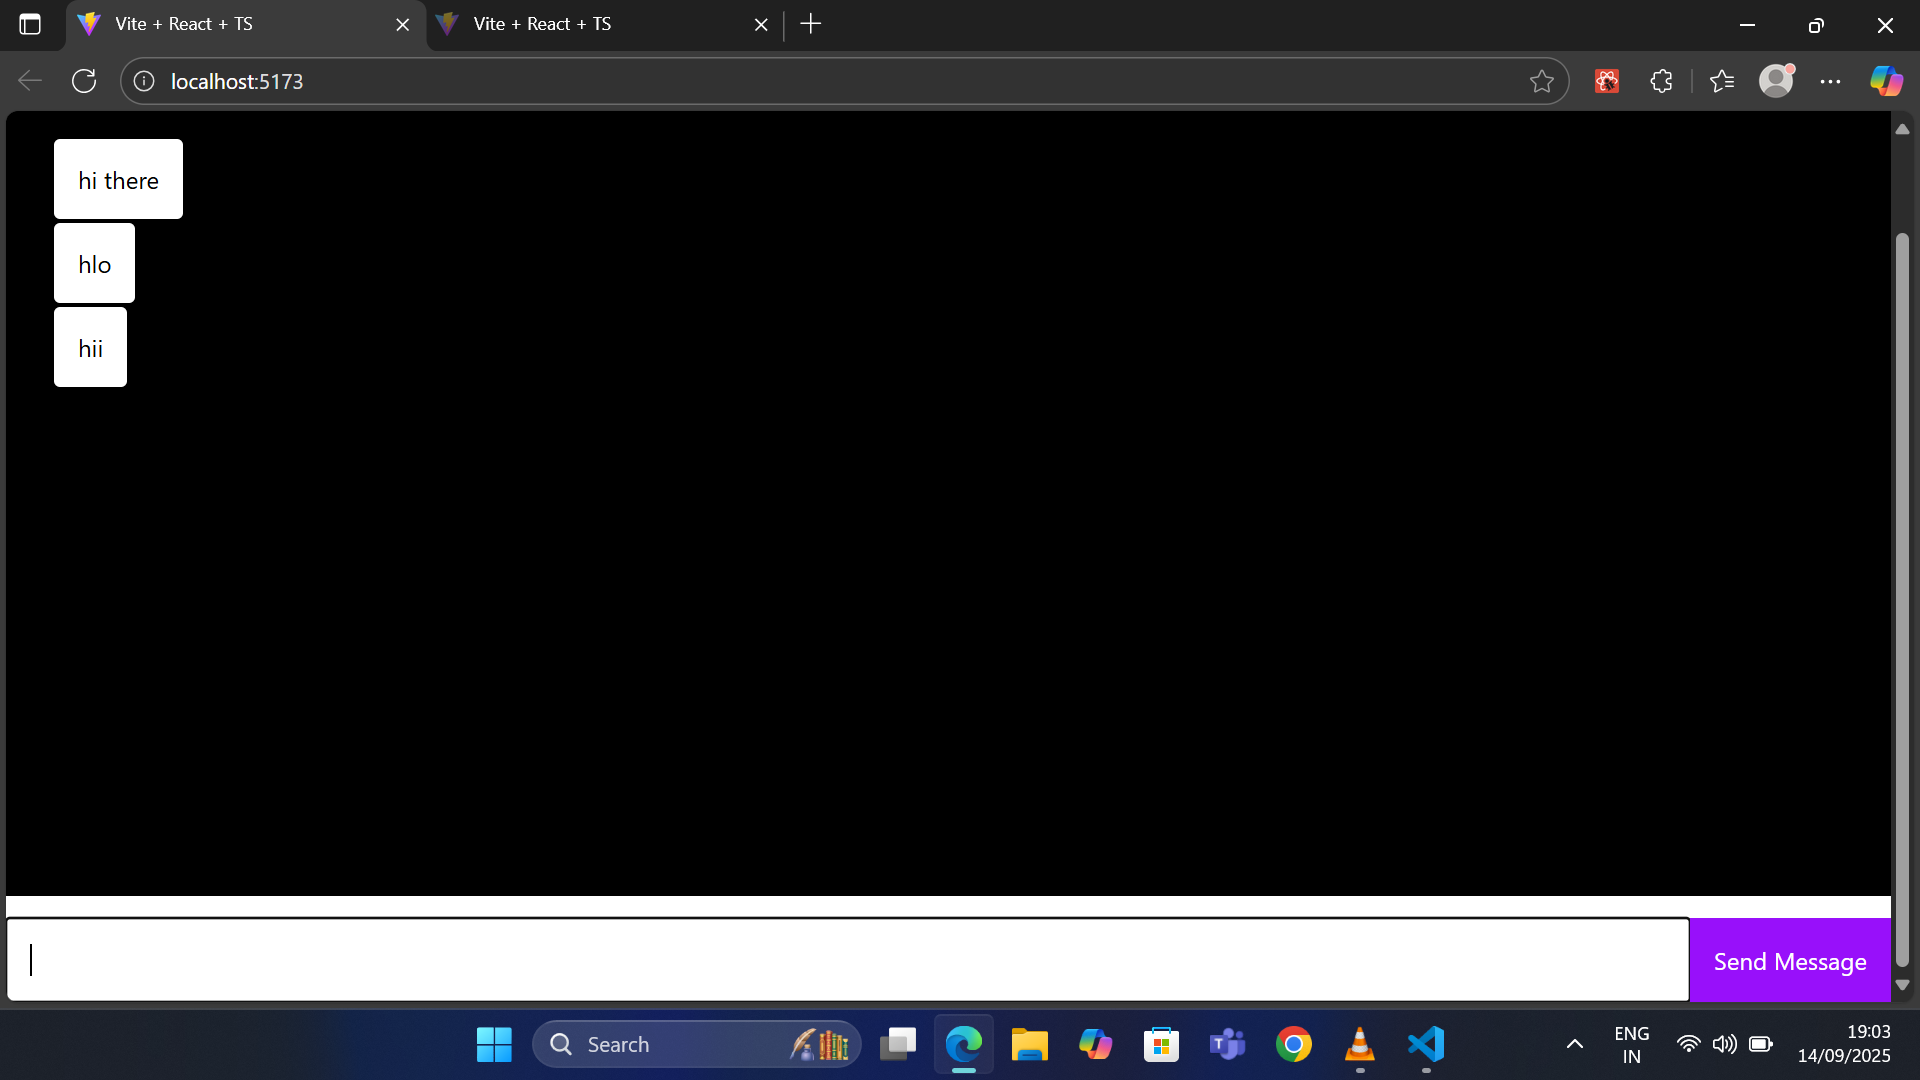 Vite + React + TS
Vite + React + TS
localhost:5173
hi there
hlo
hii
Send Message
Search
ENG
IN
19:03
14/09/2025